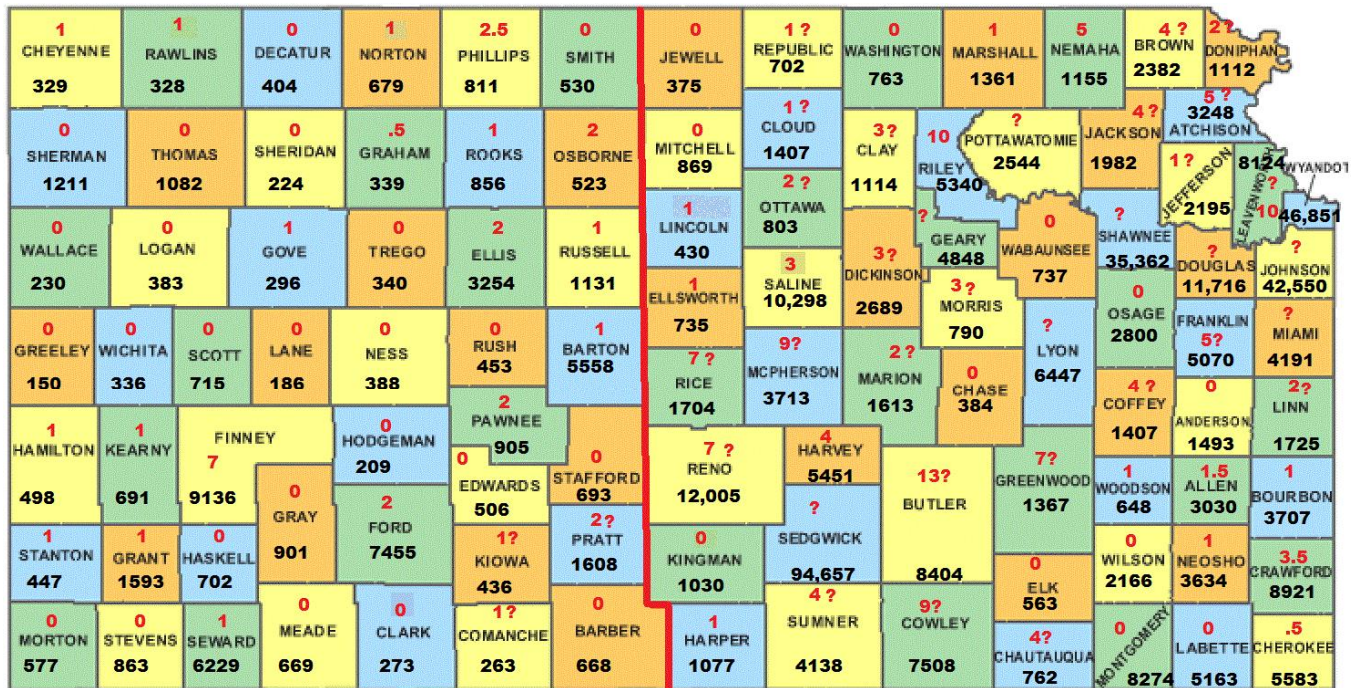 1
CHEYENNE
329
1
RAWLINS
328
0
DECATUR
404
1
NORTON
679
2.5
PHILLIPS
811
0
SMITH
530
0
JEWELL
375
1 ?
REPUBLIC
702
0
WASHINGTON
763
1
MARSHALL
1361
5
NEMAHA
1155
4 ?
BROWN
2382
2 ?
DONIPHAN
1112
0
SHERMAN
1211
0
THOMAS
1082
0
SHERIDAN
224
.5
GRAHAM
339
1
ROOKS
856
2
OSBORNE
523
0
MITCHELL
869
1 ?
CLOUD
1407
3?
CLAY
1114
10
RILEY
5340
?
POTTAWATOMIE
2544
4 ?
JACKSON
1982
5 ?
3248
ATCHISON
1 ?
JEFFERSON
2195
8124
?
LEAVENWORTH
10
WYANDOT
46,851
0
WALLACE
230
0
LOGAN
383
1
GOVE
296
0
TREGO
340
2
ELLIS
3254
1
RUSSELL
1131
1
LINCOLN
430
2 ?
OTTAWA
803
3
SALINE
10,298
3?
DICKINSON
2689
?
GEARY
4848
0
WABAUNSEE
737
?
SHAWNEE
35,362
?
DOUGLAS
11,716
?
JOHNSON
42,550
1
ELLSWORTH
735
3 ?
MORRIS
790
0
OSAGE
2800
FRANKLIN
5?
5070
?
MIAMI
4191
0
GREELEY
150
0
WICHITA
336
0
SCOTT
715
0
LANE
186
0
NESS
388
0
RUSH
453
1
BARTON
5558
7 ?
RICE
1704
9?
MCPHERSON
3713
2 ?
MARION
1613
0
CHASE
384
?
LYON
6447
4 ?
COFFEY
1407
0
ANDERSON
1493
2?
LINN
1725
1
HAMILTON
498
1
KEARNY
691
FINNEY
7
9136
0
HODGEMAN
209
2
PAWNEE
905
0
EDWARDS
506
0
STAFFORD
693
7 ?
RENO
12,005
4
HARVEY
5451
13?
BUTLER
8404
7?
GREENWOOD
1367
1
WOODSON
648
1.5
ALLEN
3030
1
BOURBON
3707
0
GRAY
901
2
FORD
7455
1
STANTON
447
1
GRANT
1593
0
HASKELL
702
1?
KIOWA
436
2?
PRATT
1608
0
KINGMAN
1030
?
SEDGWICK
94,657
0
ELK
563
0
WILSON
2166
1
NEOSHO
3634
3.5
CRAWFORD
8921
0
MORTON
577
0
STEVENS
863
1
SEWARD
6229
0
MEADE
669
0
CLARK
273
1?
COMANCHE
263
0
BARBER
668
1
HARPER
1077
4 ?
SUMNER
4138
9?
COWLEY
7508
4?
CHAUTAUQUA
762
0
MONTGOMERY
8274
0
LABETTE
5163
.5
CHEROKEE
5583